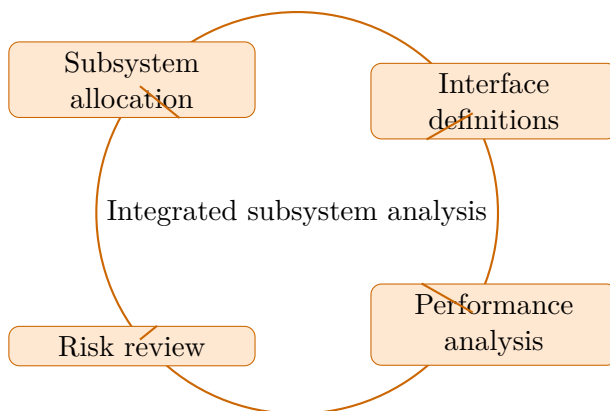 Subsystem
allocation
Interface
definitions
Integrated subsystem analysis
Risk review
Performance
analysis